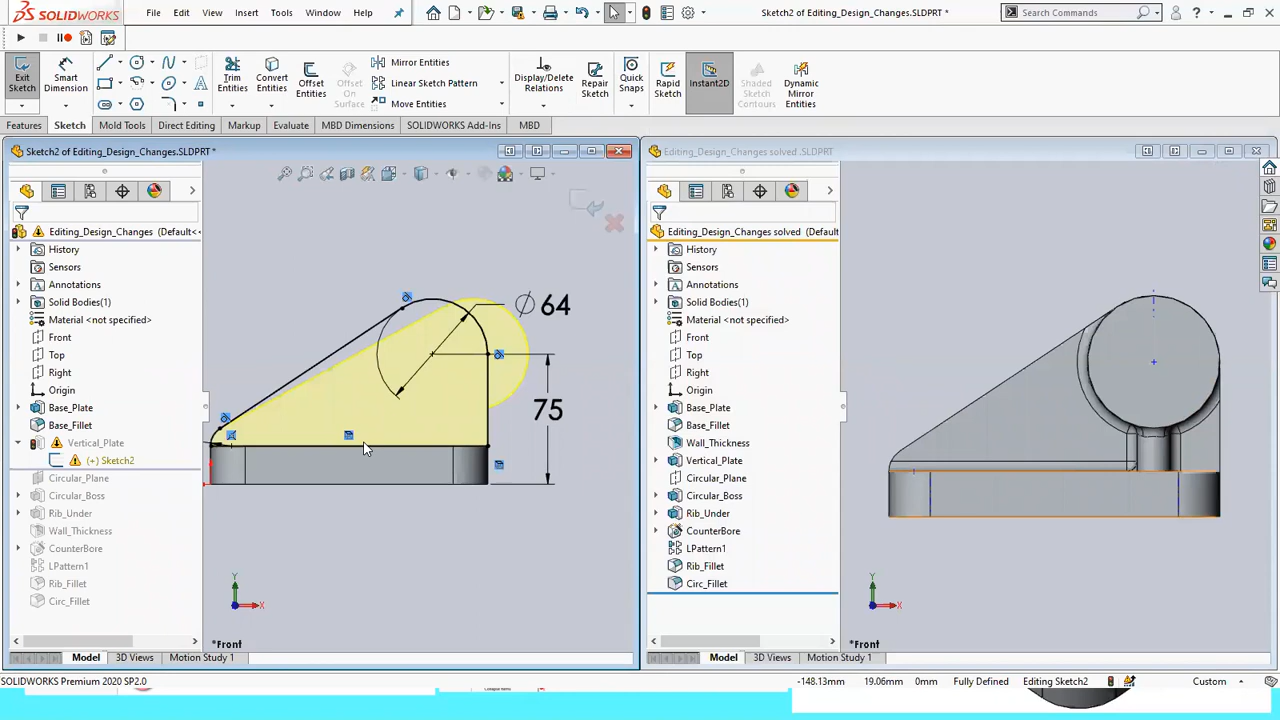 SOLIDWORKS File Edit View Insert Tools Window Help Sketch2 of Editing_Design_Changes.SLDPRT * Search Commands
Exit Sketch Smart Dimension Trim Entities Convert Entities Offset Entities Offset On Surface Mirror Entities Linear Sketch Pattern Move Entities Display/Delete Relations Repair Sketch Quick Snaps Rapid Sketch Instant2D Shaded Sketch Contours Dynamic Mirror Entities
Features Sketch Mold Tools Direct Editing Markup Evaluate MBD Dimensions SOLIDWORKS Add-Ins MBD
Sketch2 of Editing_Design_Changes.SLDPRT *
Editing_Design_Changes (Default<<
History
Sensors
Annotations
Solid Bodies(1)
Material <not specified>
Front
Top
Right
Origin
Base_Plate
Base_Fillet
Vertical_Plate
(+) Sketch2
Circular_Plane
Circular_Boss
Rib_Under
Wall_Thickness
CounterBore
LPattern1
Rib_Fillet
Circ_Fillet
∅ 64
75
Y
X
*Front
Model 3D Views Motion Study 1
Editing_Design_Changes solved .SLDPRT
Editing_Design_Changes solved (Default
History
Sensors
Annotations
Solid Bodies(1)
Material <not specified>
Front
Top
Right
Origin
Base_Plate
Base_Fillet
Wall_Thickness
Vertical_Plate
Circular_Plane
Circular_Boss
Rib_Under
CounterBore
LPattern1
Rib_Fillet
Circ_Fillet
Y
X
*Front
Model 3D Views Motion Study 1
SOLIDWORKS Premium 2020 SP2.0 -148.13mm 19.06mm 0mm Fully Defined Editing Sketch2 Custom